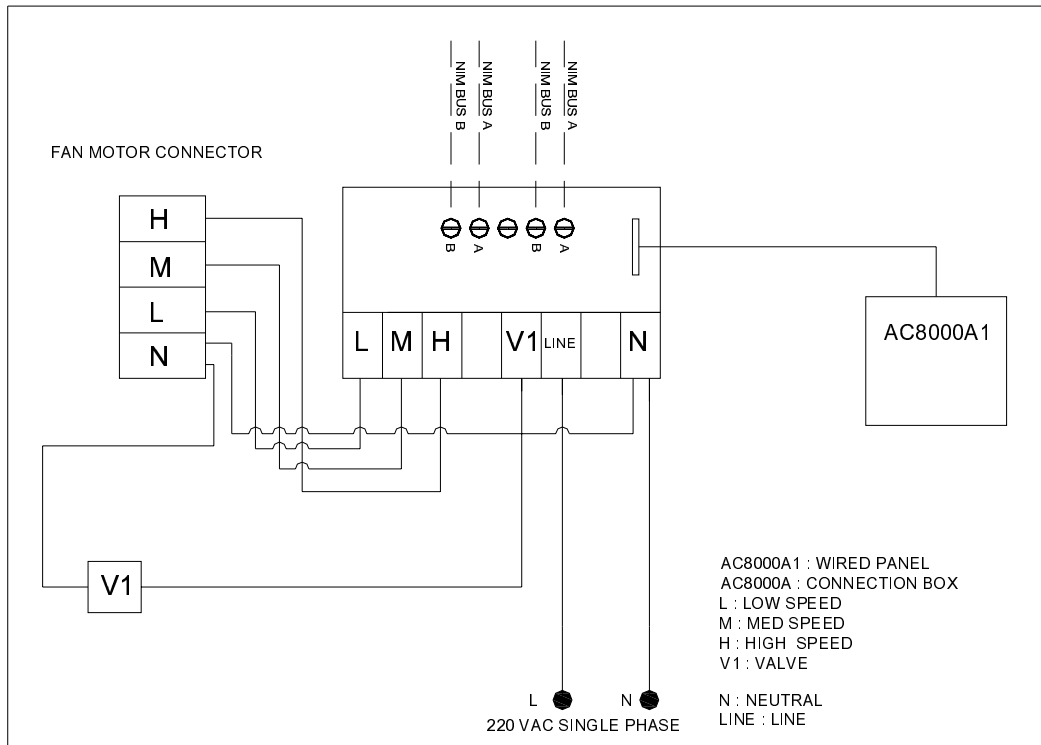 NIM BUS B
NIM BUS A
NIM BUS B
NIM BUS A
FAN MOTOR CONNECTOR
H
M
L
N
B
A
B
A
L
M
H
V1
LINE
N
AC8000A1
V1
AC8000A1 : WIRED PANEL
AC8000A : CONNECTION BOX
L : LOW SPEED
M : MED SPEED
H : HIGH SPEED
V1 : VALVE
N : NEUTRAL
LINE : LINE
L
N
220 VAC SINGLE PHASE